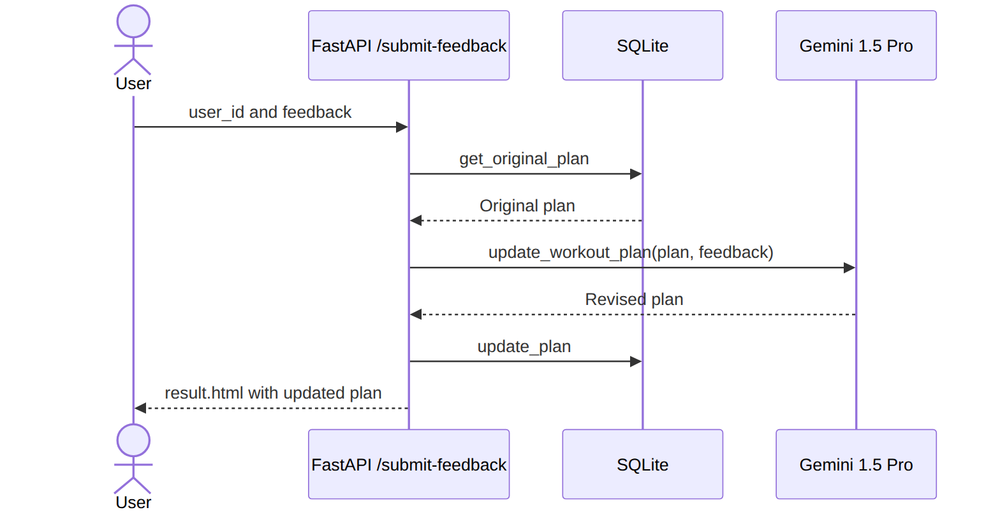 User
FastAPI /submit-feedback
SQLite
Gemini 1.5 Pro
user_id and feedback
get_original_plan
Original plan
update_workout_plan(plan, feedback)
Revised plan
update_plan
result.html with updated plan
User
FastAPI /submit-feedback
SQLite
Gemini 1.5 Pro